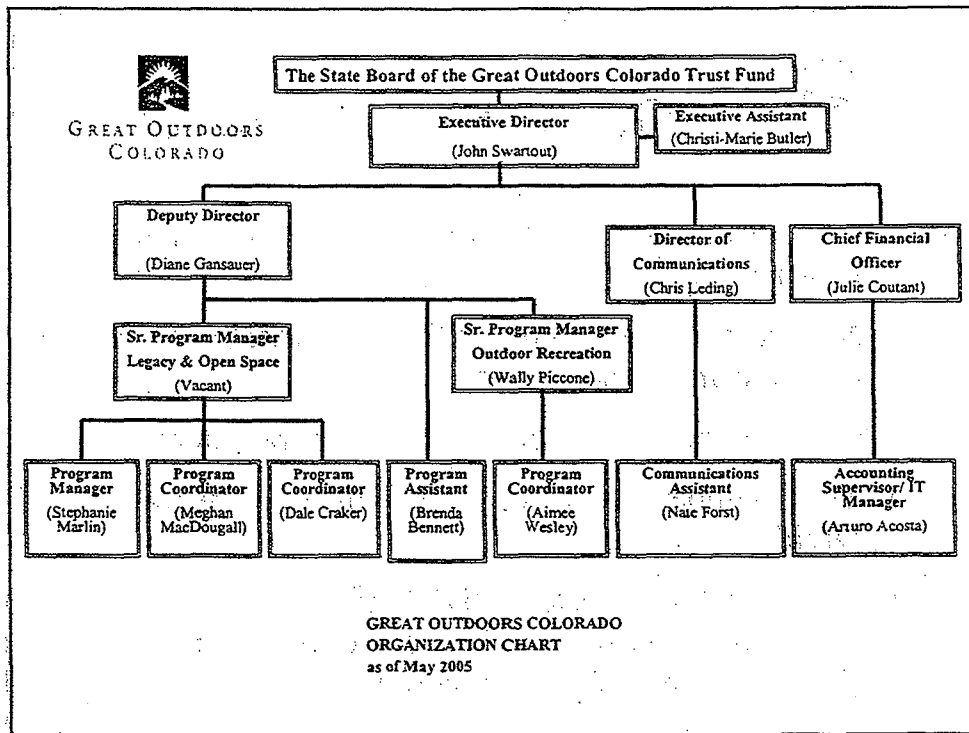 The State Board of the Great Outdoors Colorado Trust Fund
GREAT OUTDOORS
COLORADO
Executive Director
(John Swartout)
Executive Assistant
(Christi-Marie Butler)
Deputy Director
(Diane Gansauer)
Director of
Communications
(Chris Leding)
Chief Financial
Officer
(Julie Coutant)
Sr. Program Manager
Legacy & Open Space
(Vacant)
Sr. Program Manager
Outdoor Recreation
(Wally Piccone)
Program
Manager
(Stephanie
Marlin)
Program
Coordinator
(Meghan
MacDougall)
Program
Coordinator
(Dale Craker)
Program
Assistant
(Brenda
Bennett)
Program
Coordinator
(Aimee
Wesley)
Communications
Assistant
(Nate Forst)
Accounting
Supervisor/ IT
Manager
(Arturo Acosta)
GREAT OUTDOORS COLORADO
ORGANIZATION CHART
as of May 2005